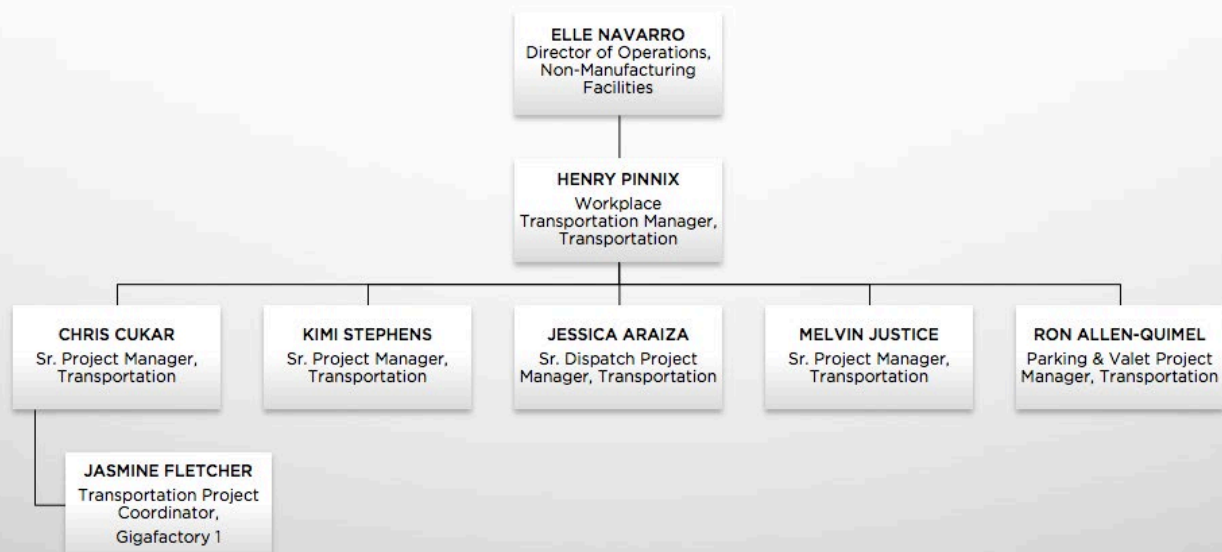 ELLE NAVARRO
Director of Operations,
Non-Manufacturing
Facilities
HENRY PINNIX
Workplace
Transportation Manager,
Transportation
CHRIS CUKAR
Sr. Project Manager,
Transportation
KIMI STEPHENS
Sr. Project Manager,
Transportation
JESSICA ARAIZA
Sr. Dispatch Project
Manager, Transportation
MELVIN JUSTICE
Sr. Project Manager,
Transportation
RON ALLEN-QUIMEL
Parking & Valet Project
Manager, Transportation
JASMINE FLETCHER
Transportation Project
Coordinator,
Gigafactory 1